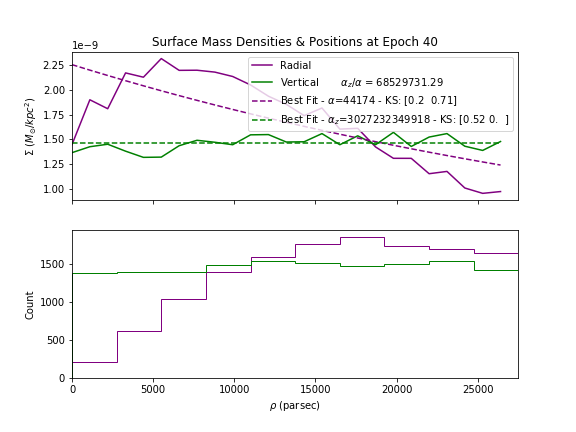 Surface Mass Densities & Positions at Epoch 40
1e−9
Radial
Vertical α_z/α = 68529731.29
Best Fit - α=44174 - KS: [0.2 0.71]
Best Fit - α_z=3027232349918 - KS: [0.52 0. ]
Σ (M⊙/kpc²)
2.25
2.00
1.75
1.50
1.25
1.00
Count
1500
1000
500
0
0 5000 10000 15000 20000 25000
ρ (parsec)